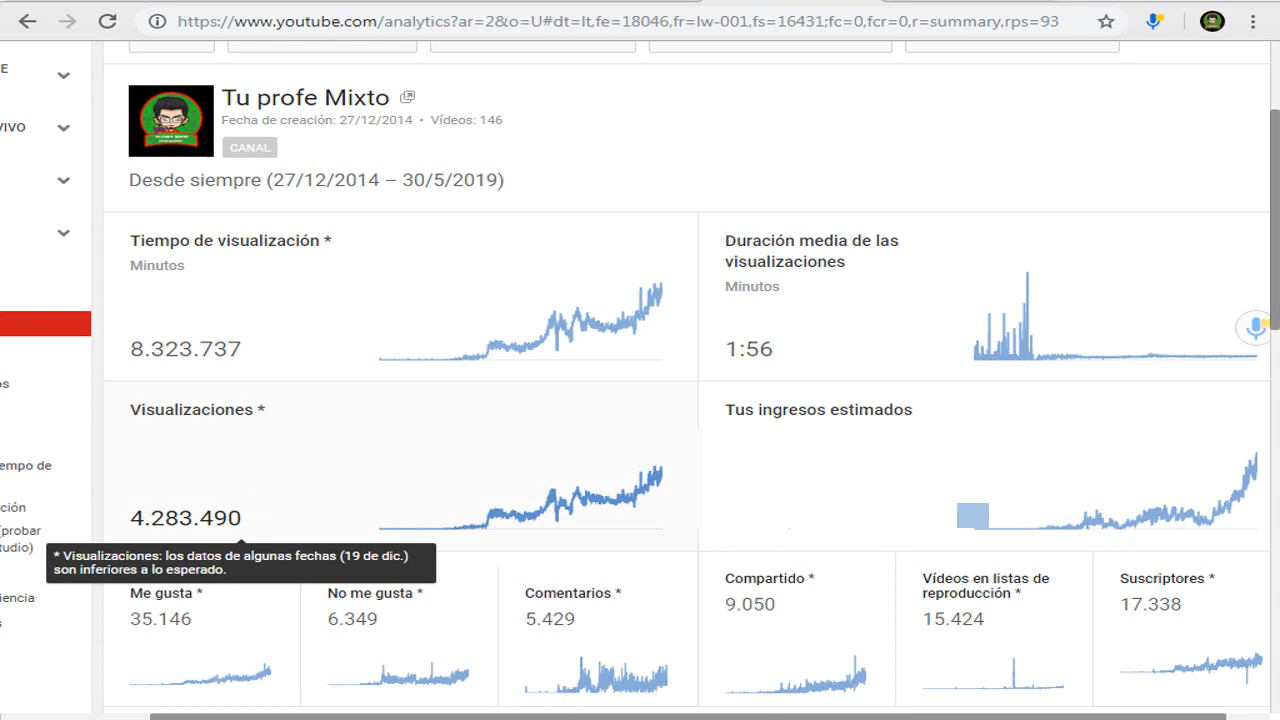 https://www.youtube.com/analytics?ar=2&o=U#dt=lt,fe=18046,fr=lw-001,fs=16431;fc=0,fcr=0,r=summary,rps=93
E
Tu profe Mixto
Fecha de creación: 27/12/2014 • Vídeos: 146
VIVO
CANAL
Desde siempre (27/12/2014 – 30/5/2019)
Tiempo de visualización *
Minutos
8.323.737
Duración media de las
visualizaciones
Minutos
1:56
os
Visualizaciones *
4.283.490
Tus ingresos estimados
empo de
ción
(probar
tudio)
* Visualizaciones: los datos de algunas fechas (19 de dic.)
son inferiores a lo esperado.
iencia
s
Me gusta *
35.146
No me gusta *
6.349
Comentarios *
5.429
Compartido *
9.050
Vídeos en listas de
reproducción *
15.424
Suscriptores *
17.338